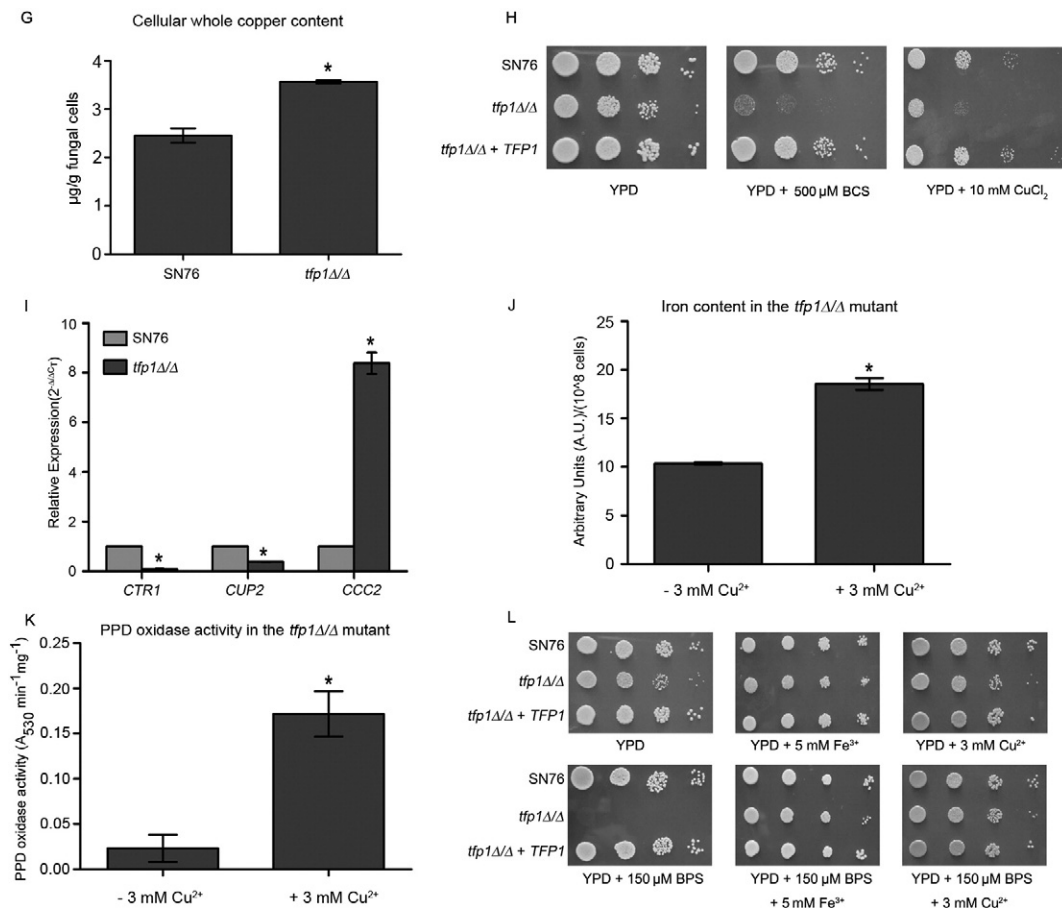 G
Cellular whole copper content
µg/g fungal cells
4
3
2
1
0
*
SN76
tfp1Δ/Δ
H
SN76
tfp1Δ/Δ
tfp1Δ/Δ + TFP1
YPD
YPD + 500 µM BCS
YPD + 10 mM CuCl₂
I
Relative Expression(2^-Δ/ΔCT)
10
8
6
4
2
0
SN76
tfp1Δ/Δ
*
*
*
CTR1
CUP2
CCC2
J
Iron content in the tfp1Δ/Δ mutant
Arbitrary Units (A.U.)/(10^8 cells)
25
20
15
10
5
0
*
- 3 mM Cu²⁺
+ 3 mM Cu²⁺
K
PPD oxidase activity in the tfp1Δ/Δ mutant
PPD oxidase activity (A₅₃₀ min⁻¹mg⁻¹)
0.25
0.20
0.15
0.10
0.05
0.00
*
- 3 mM Cu²⁺
+ 3 mM Cu²⁺
L
SN76
tfp1Δ/Δ
tfp1Δ/Δ + TFP1
YPD
YPD + 5 mM Fe³⁺
YPD + 3 mM Cu²⁺
SN76
tfp1Δ/Δ
tfp1Δ/Δ + TFP1
YPD + 150 µM BPS
YPD + 150 µM BPS
+ 5 mM Fe³⁺
YPD + 150 µM BPS
+ 3 mM Cu²⁺